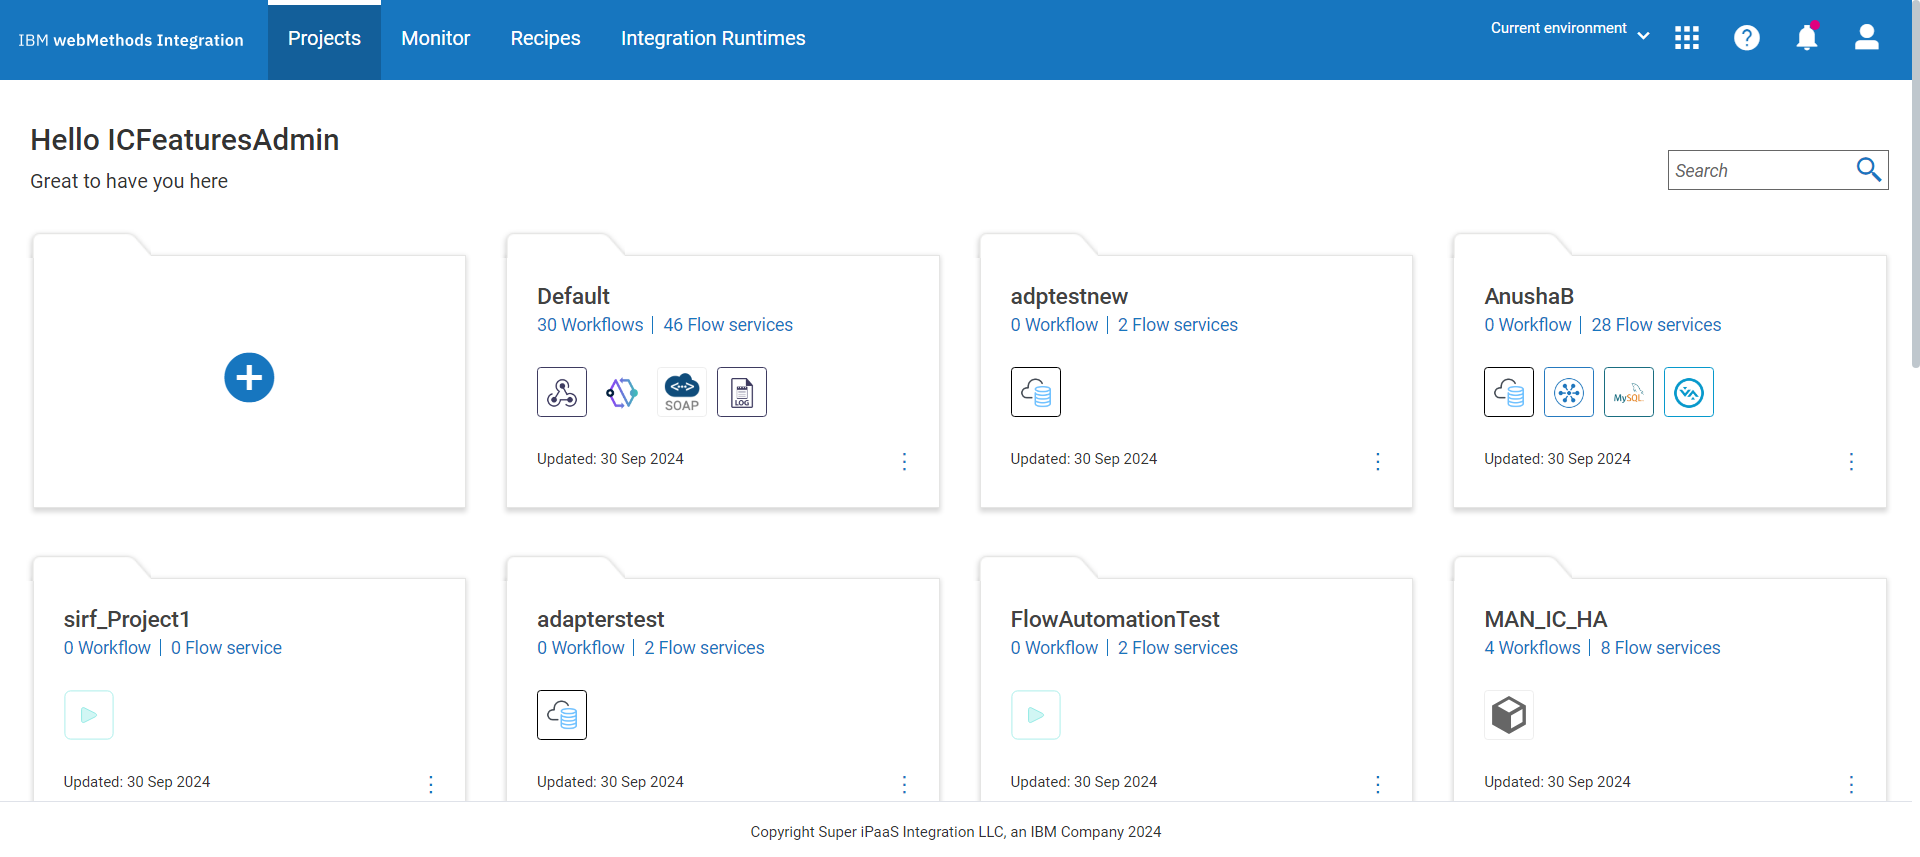 IBM webMethods Integration
Projects
Monitor
Recipes
Integration Runtimes
Current environment
Hello ICFeaturesAdmin
Great to have you here
Search
Default
30 Workflows | 46 Flow services
SOAP
LOG
Updated: 30 Sep 2024
adptestnew
0 Workflow | 2 Flow services
Updated: 30 Sep 2024
AnushaB
0 Workflow | 28 Flow services
MySQL
Updated: 30 Sep 2024
sirf_Project1
0 Workflow | 0 Flow service
Updated: 30 Sep 2024
adapterstest
0 Workflow | 2 Flow services
Updated: 30 Sep 2024
FlowAutomationTest
0 Workflow | 2 Flow services
Updated: 30 Sep 2024
MAN_IC_HA
4 Workflows | 8 Flow services
Updated: 30 Sep 2024
Copyright Super iPaaS Integration LLC, an IBM Company 2024